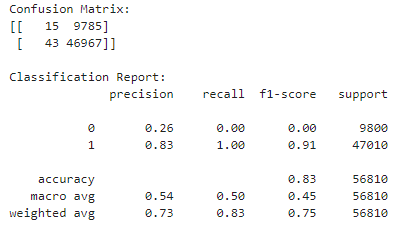 Confusion Matrix:
[[   15  9785]
 [   43 46967]]
Classification Report:
precision    recall  f1-score   support
0       0.26      0.00      0.00      9800
1       0.83      1.00      0.91     47010
accuracy                           0.83     56810
macro avg       0.54      0.50      0.45     56810
weighted avg       0.73      0.83      0.75     56810